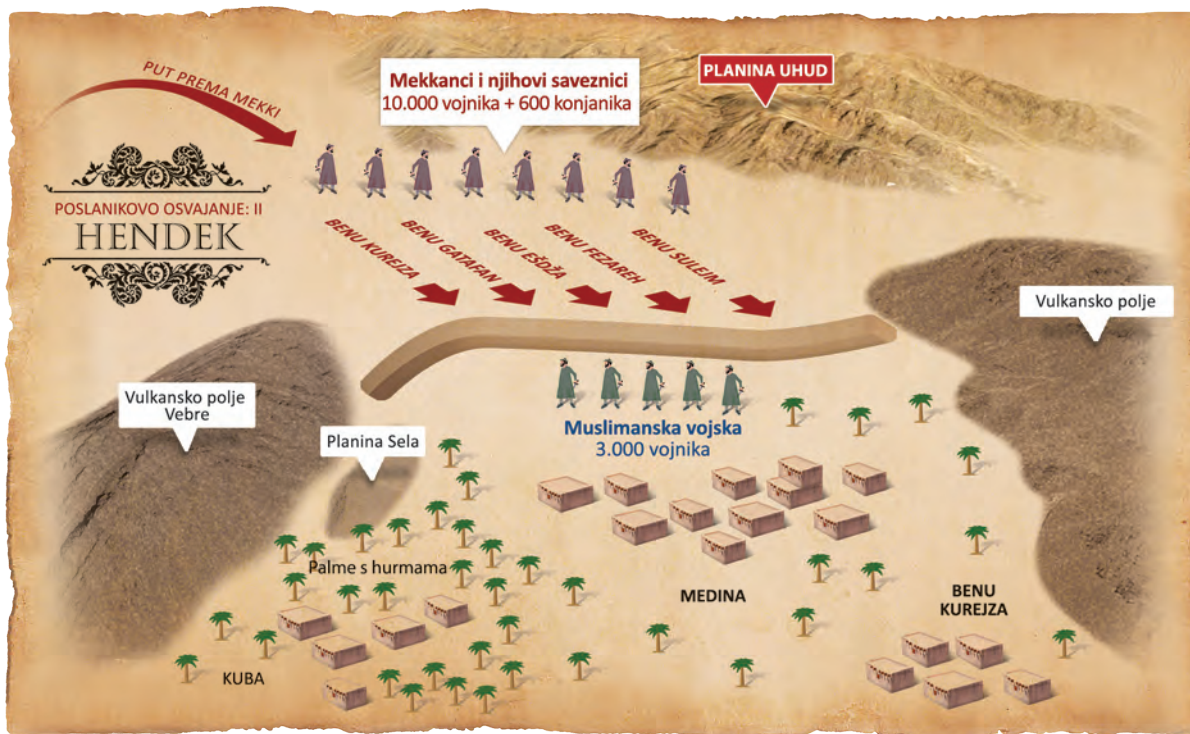 PUT PREMA MEKKI
Mekkanci i njihovi saveznici
10.000 vojnika + 600 konjanika
PLANINA UHUD
POSLANIKOVO OSVAJANJE: II
HENDEK
BENU KUREJZA
BENU GATAFAN
BENU EŠDŽA
BENU FEZAREH
BENU SULEJM
Vulkansko polje
Vulkansko polje
Vebre
Planina Sela
Muslimanska vojska
3.000 vojnika
Palme s hurmama
MEDINA
BENU
KUREJZA
KUBA